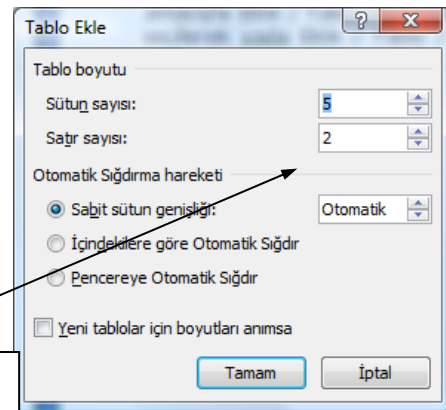 Tablo Ekle
Tablo boyutu
Sütun sayısı: 5
Satır sayısı: 2
Otomatik Sığdırma hareketi
Sabit sütun genişliği: Otomatik
İçindekilere göre Otomatik Sığdır
Pencereye Otomatik Sığdır
Yeni tablolar için boyutları anımsa
Tamam İptal